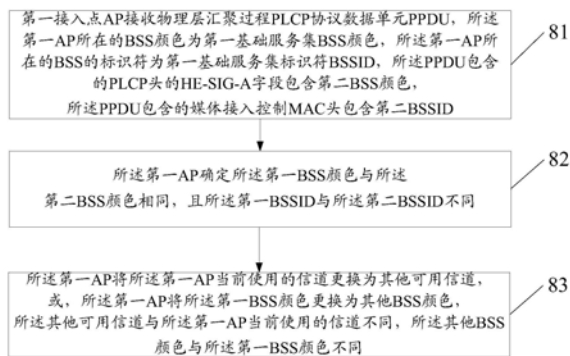 第一接入点AP接收物理层汇聚过程PLCP协议数据单元PPDU，所述
第一AP所在的BSS颜色为第一基础服务集BSS颜色，所述第一AP所
在的BSS的标识符为第一基础服务集标识符BSSID，所述PPDU包含
的PLCP头的HE-SIG-A字段包含第二BSS颜色，
所述PPDU包含的媒体接入控制MAC头包含第二BSSID
81
所述第一AP确定所述第一BSS颜色与所述
第二BSS颜色相同，且所述第一BSSID与所述第二BSSID不同
82
所述第一AP将所述第一AP当前使用的信道更换为其他可用信道，
或，所述第一AP将所述第一BSS颜色更换为其他BSS颜色，
所述其他可用信道与所述第一AP当前使用的信道不同，所述其他BSS
颜色与所述第一BSS颜色不同
83